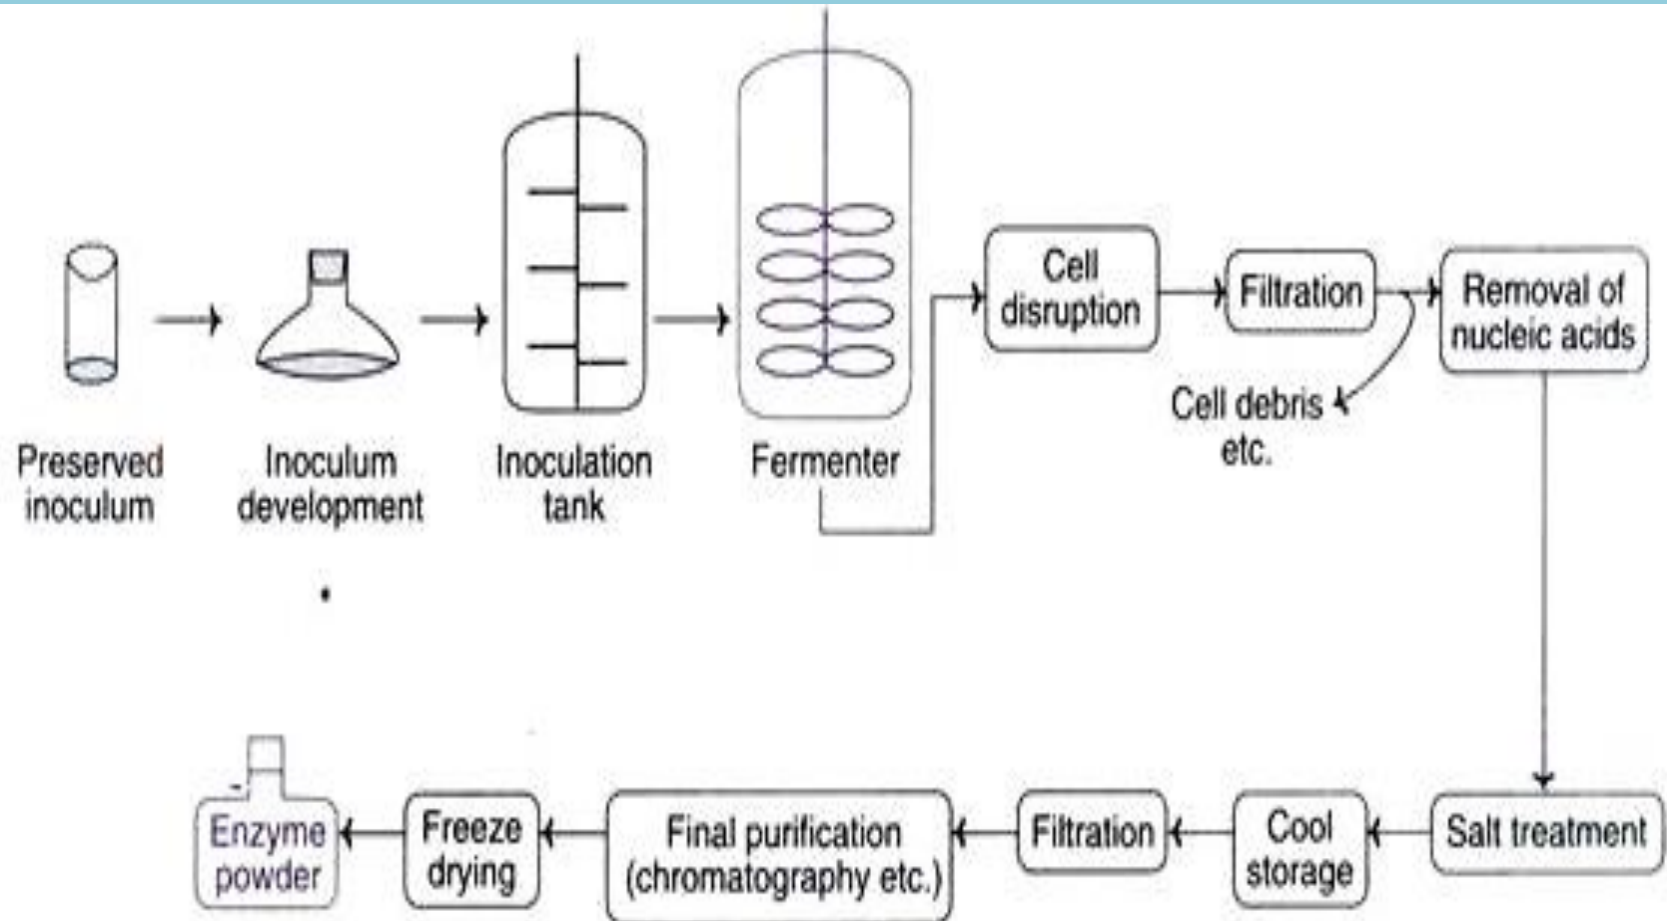 Preserved
inoculum
Inoculum
development
Inoculation
tank
Fermenter
Cell
disruption
Filtration
Cell debris
etc.
Removal of
nucleic acids
Salt treatment
Cool
storage
Filtration
Final purification
(chromatography etc.)
Freeze
drying
Enzyme
powder